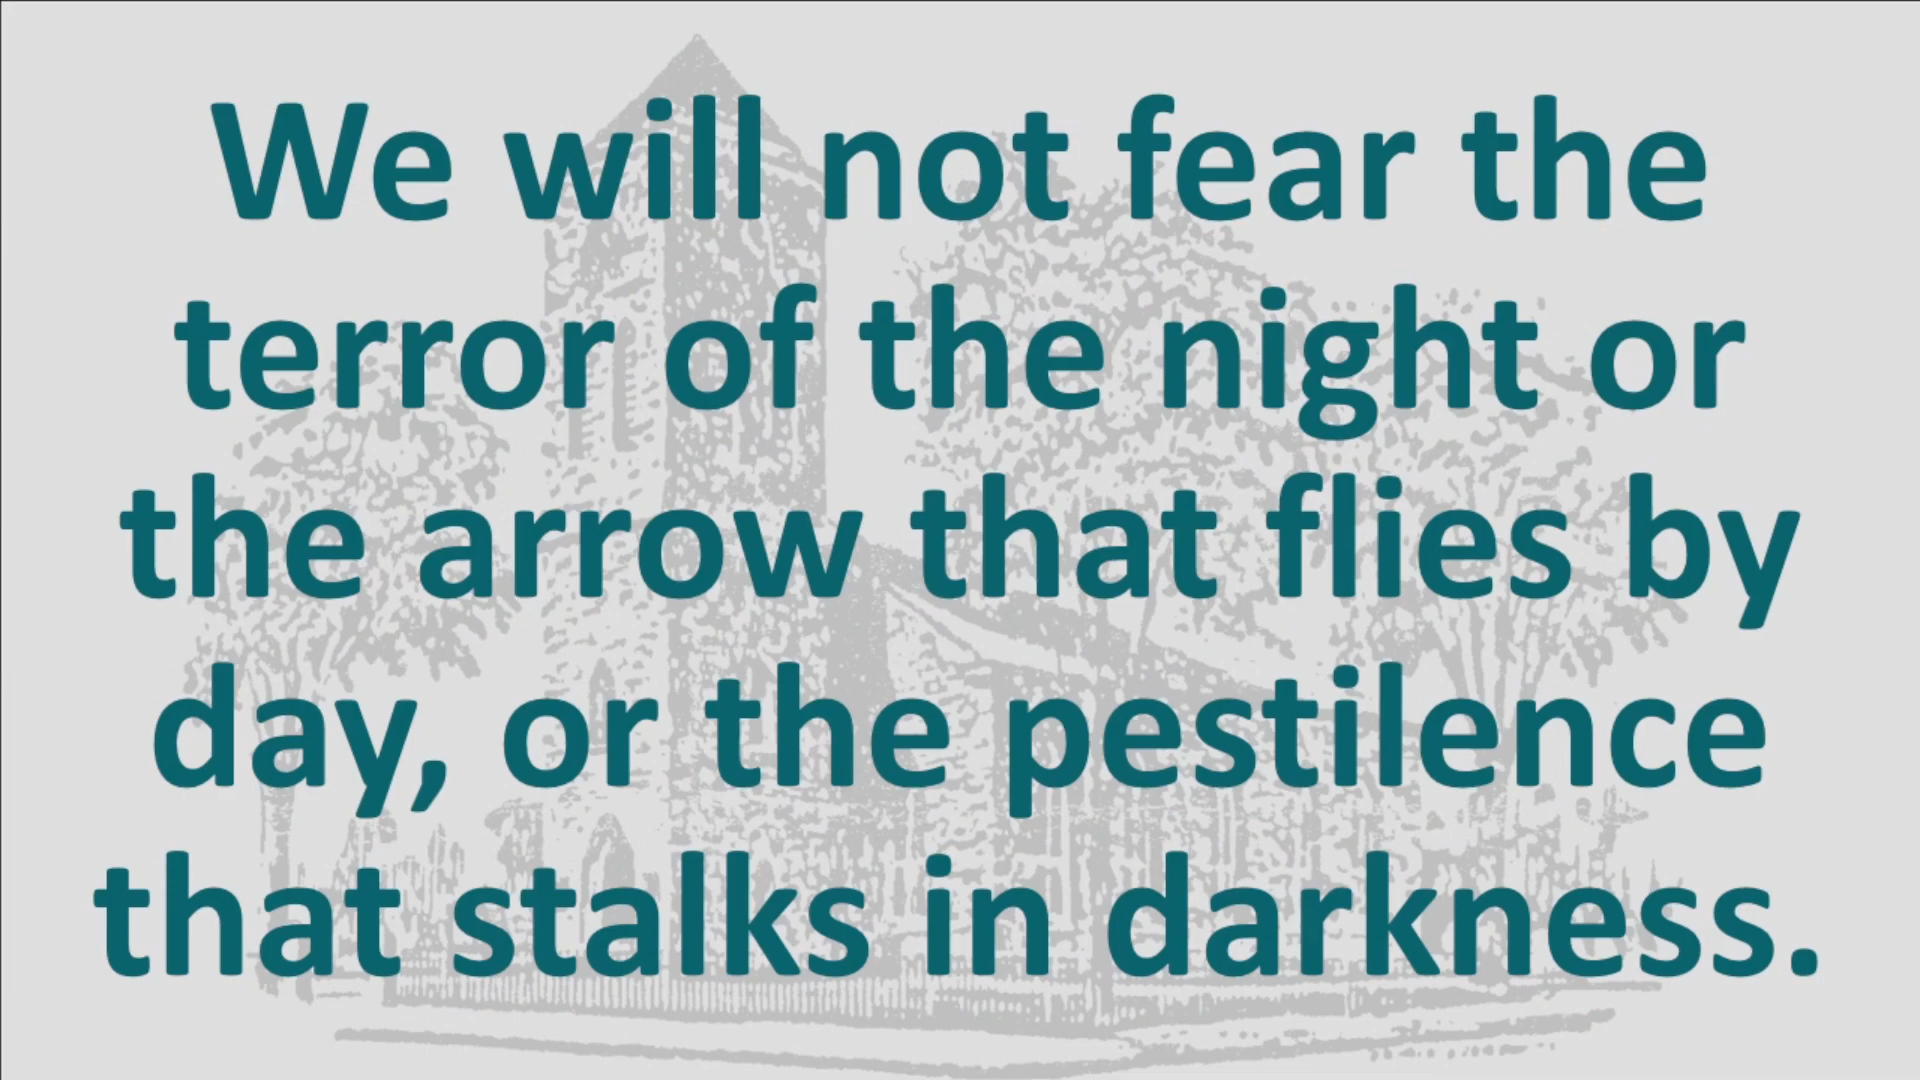 We will not fear the
terror of the night or
the arrow that flies by
day, or the pestilence
that stalks in darkness.